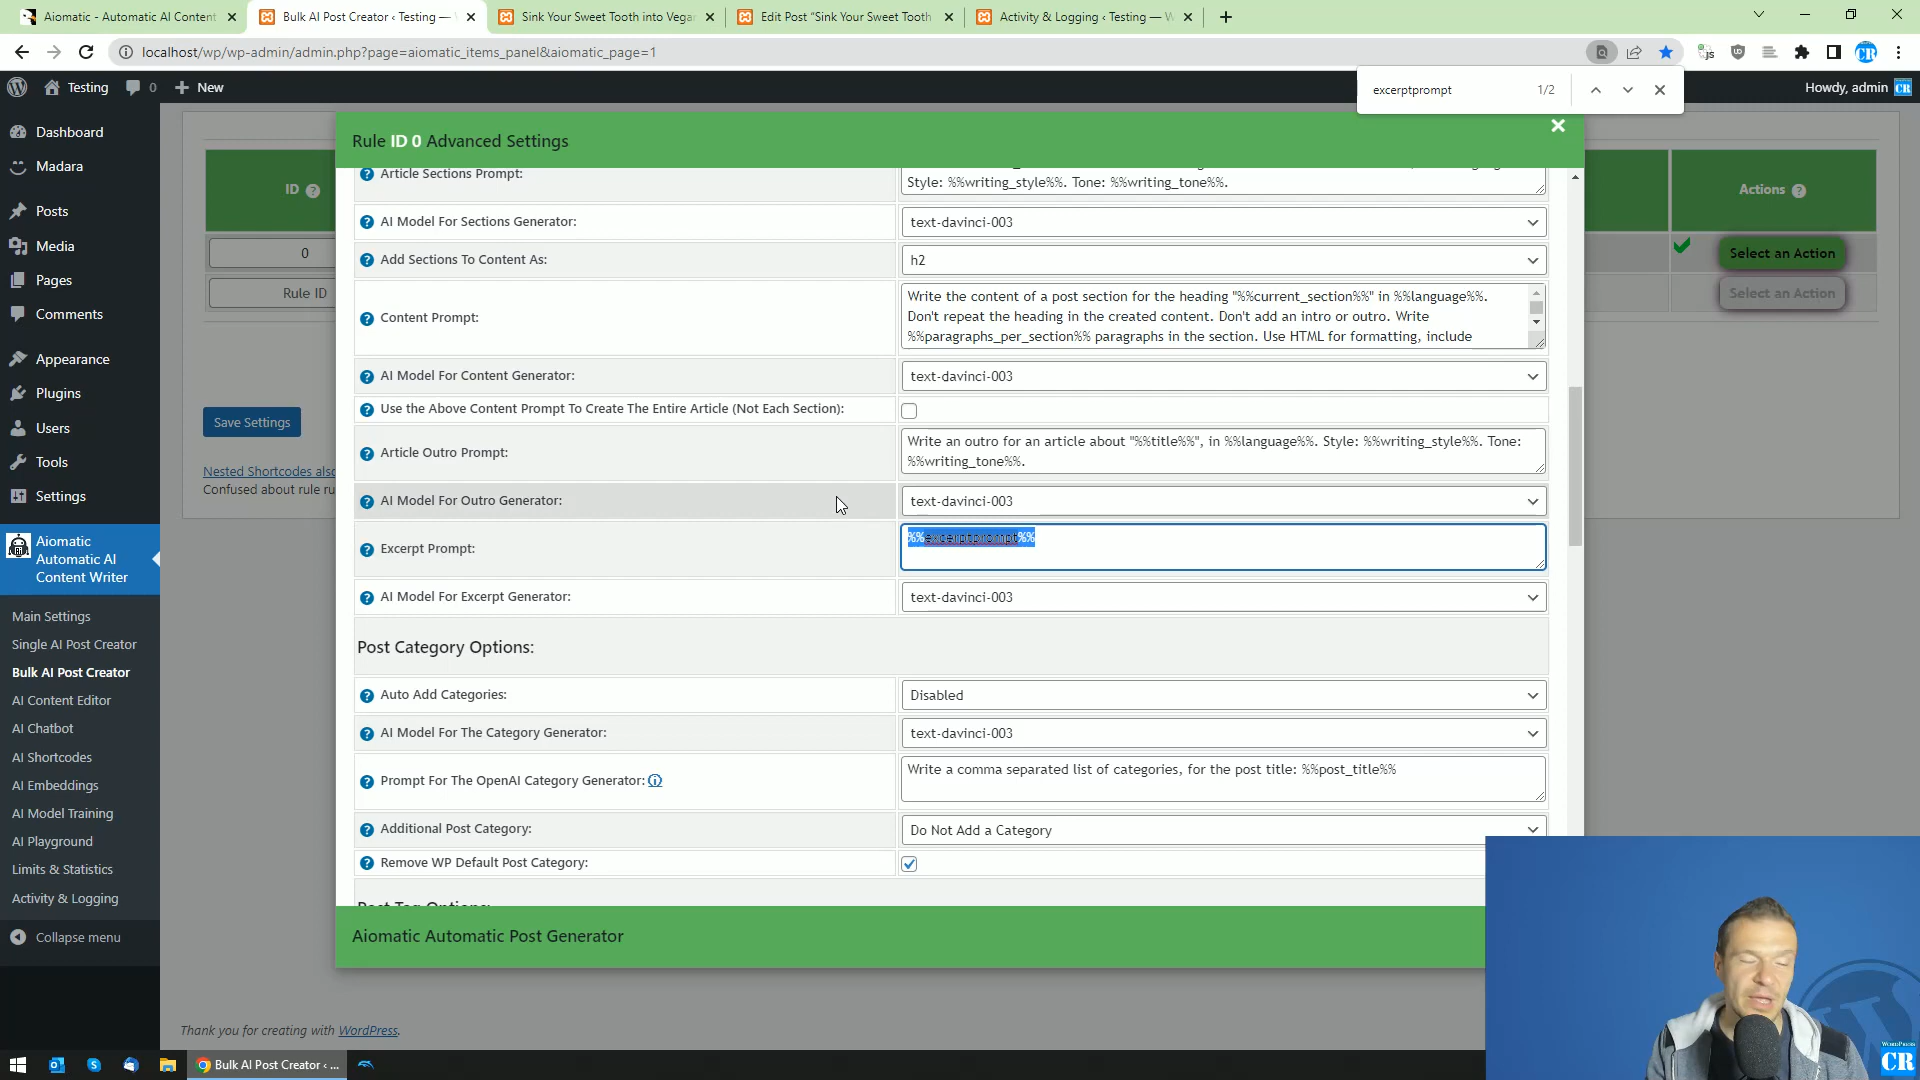 Aiomatic - Automatic AI Content
Bulk AI Post Creator ‹ Testing —
Sink Your Sweet Tooth into Vega
Edit Post "Sink Your Sweet Tooth
Activity & Logging ‹ Testing — W
localhost/wp/wp-admin/admin.php?page=aiomatic_items_panel&aiomatic_page=1
excerptprompt 1/2
Testing 0 New
Howdy, admin
Dashboard
Madara
Posts
Media
Pages
Comments
Appearance
Plugins
Users
Tools
Settings
Aiomatic
Automatic AI
Content Writer
Main Settings
Single AI Post Creator
Bulk AI Post Creator
AI Content Editor
AI Chatbot
AI Shortcodes
AI Embeddings
AI Model Training
AI Playground
Limits & Statistics
Activity & Logging
Collapse menu
ID
0
Rule ID
Save Settings
Nested Shortcodes also
Confused about rule ru
Actions
Select an Action
Select an Action
Rule ID 0 Advanced Settings
Article Sections Prompt:
Style: %%writing_style%%. Tone: %%writing_tone%%.
AI Model For Sections Generator:
text-davinci-003
Add Sections To Content As:
h2
Content Prompt:
Write the content of a post section for the heading "%%current_section%%" in %%language%%.
Don't repeat the heading in the created content. Don't add an intro or outro. Write
%%paragraphs_per_section%% paragraphs in the section. Use HTML for formatting, include
AI Model For Content Generator:
text-davinci-003
Use the Above Content Prompt To Create The Entire Article (Not Each Section):
Article Outro Prompt:
Write an outro for an article about "%%title%%", in %%language%%. Style: %%writing_style%%. Tone:
%%writing_tone%%.
AI Model For Outro Generator:
text-davinci-003
Excerpt Prompt:
%%excerptprompt%%
AI Model For Excerpt Generator:
text-davinci-003
Post Category Options:
Auto Add Categories:
Disabled
AI Model For The Category Generator:
text-davinci-003
Prompt For The OpenAI Category Generator:
Write a comma separated list of categories, for the post title: %%post_title%%
Additional Post Category:
Do Not Add a Category
Remove WP Default Post Category:
Post Tag Options:
Aiomatic Automatic Post Generator
Thank you for creating with WordPress.
Bulk AI Post Creator ‹ ...
WORDPRESS
CR